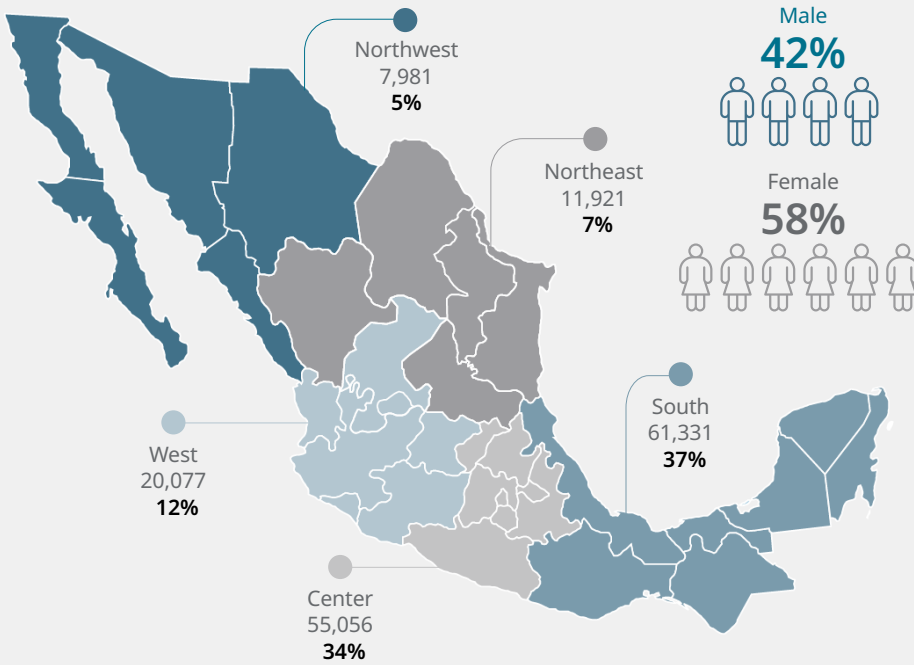 Male
42%
Female
58%
Northwest
7,981
5%
Northeast
11,921
7%
South
61,331
37%
West
20,077
12%
Center
55,056
34%